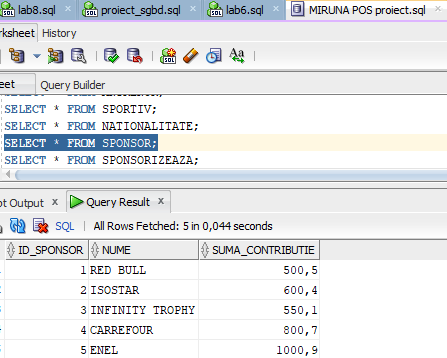 lab8.sql proiect_sgbd.sql lab6.sql MIRUNA POS proiect.sql
History
Aa
Query Builder
SELECT * FROM SPORTIV;
SELECT * FROM NATIONALITATE;
SELECT * FROM SPONSOR;
SELECT * FROM SPONSORIZEAZA;
Output Query Result
SQL All Rows Fetched: 5 in 0,044 seconds
ID_SPONSOR NUME SUMA_CONTRIBUTIE
1 RED BULL 500,5
2 ISOSTAR 600,4
3 INFINITY TROPHY 550,1
4 CARREFOUR 800,7
5 ENEL 1000,9